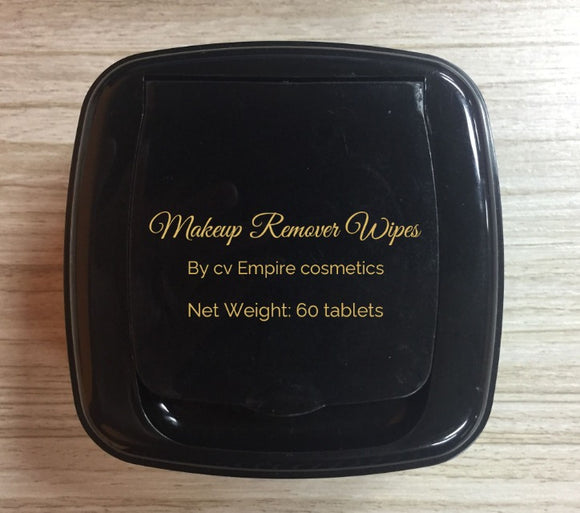 Makeup Remover Wipes
By cv Empire cosmetics
Net Weight: 60 tablets